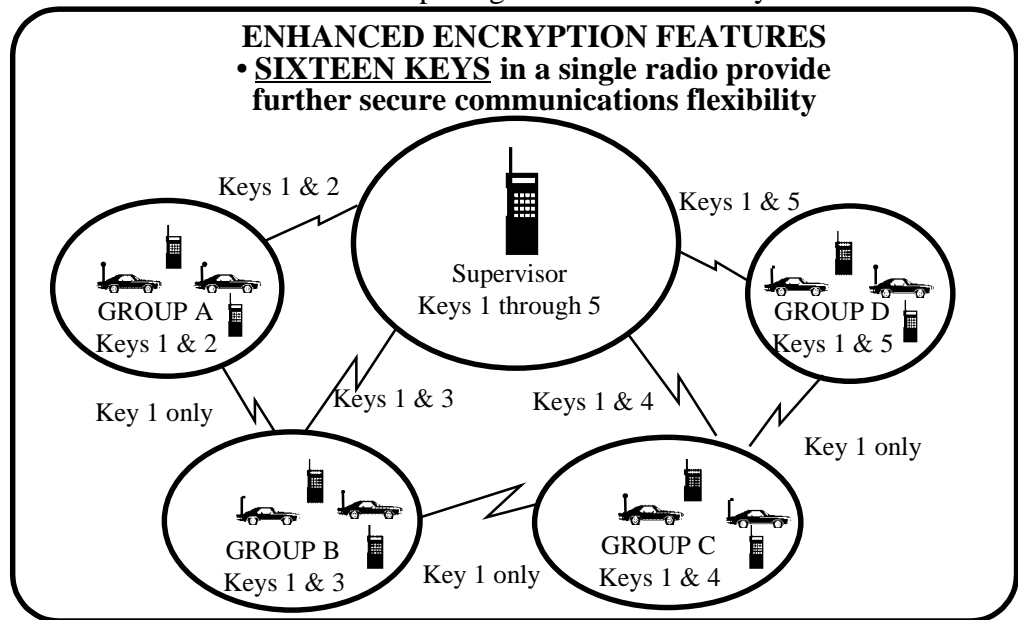 ENHANCED ENCRYPTION FEATURES
• SIXTEEN KEYS in a single radio provide
further secure communications flexibility
Keys 1 & 2
Keys 1 & 5
Supervisor
Keys 1 through 5
GROUP A
Keys 1 & 2
GROUP D
Keys 1 & 5
Key 1 only
Keys 1 & 3
Keys 1 & 4
Key 1 only
GROUP B
Keys 1 & 3
Key 1 only
GROUP C
Keys 1 & 4